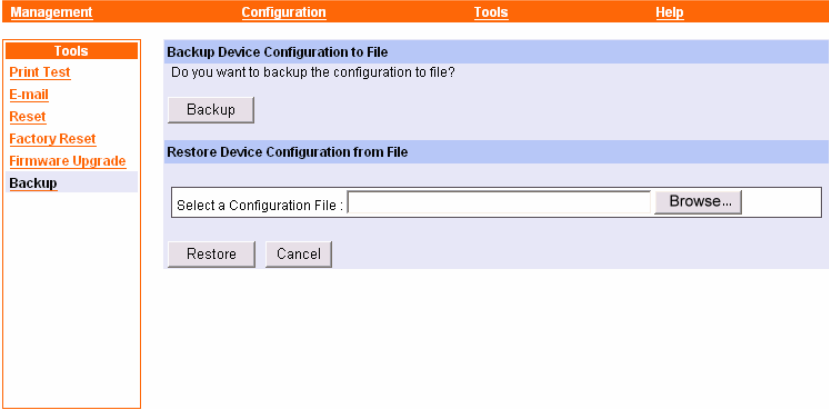 Management Configuration Tools Help
Tools
Print Test
E-mail
Reset
Factory Reset
Firmware Upgrade
Backup
Backup Device Configuration to File
Do you want to backup the configuration to file?
Backup
Restore Device Configuration from File
Select a Configuration File : Browse...
Restore Cancel